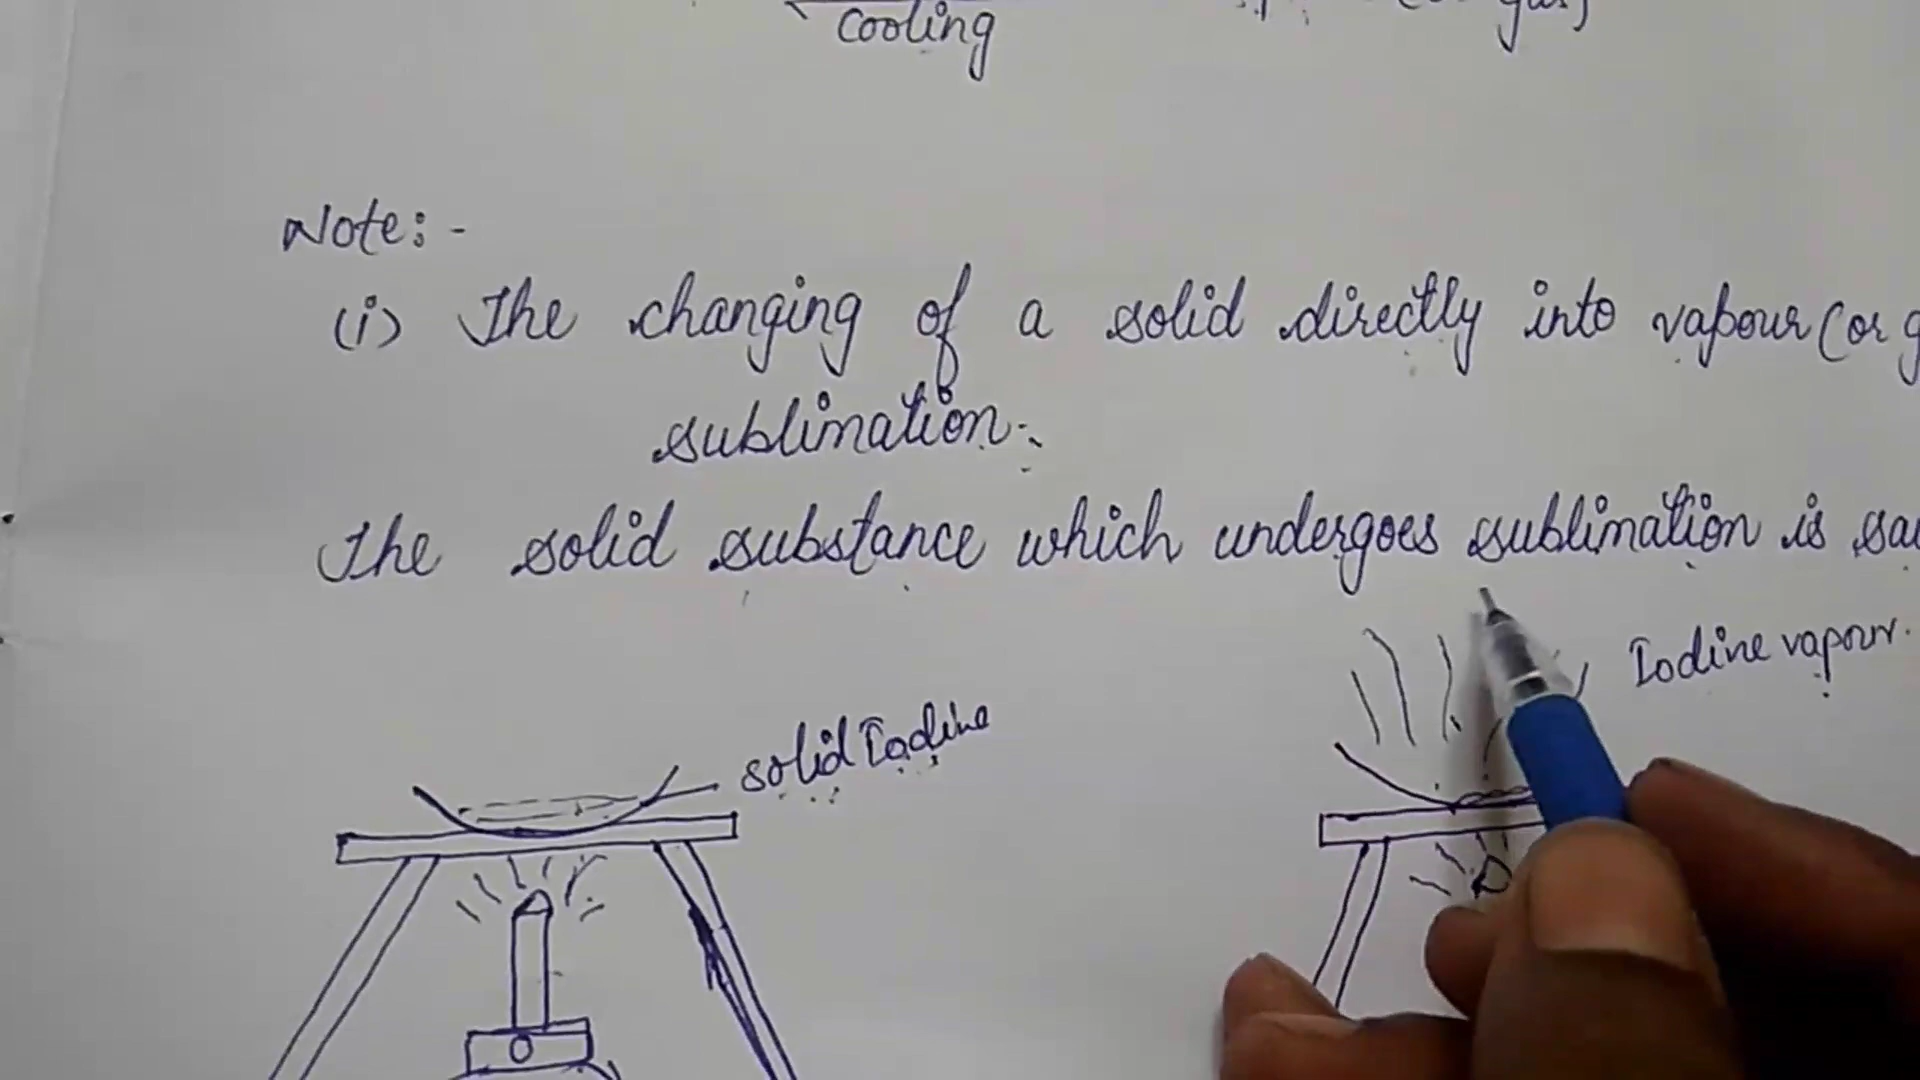 cooling
Note:-
(i) The changing of a solid directly into vapour (or
sublimation.
The solid substance which undergoes sublimation is
Iodine vapour.
solid Iodine